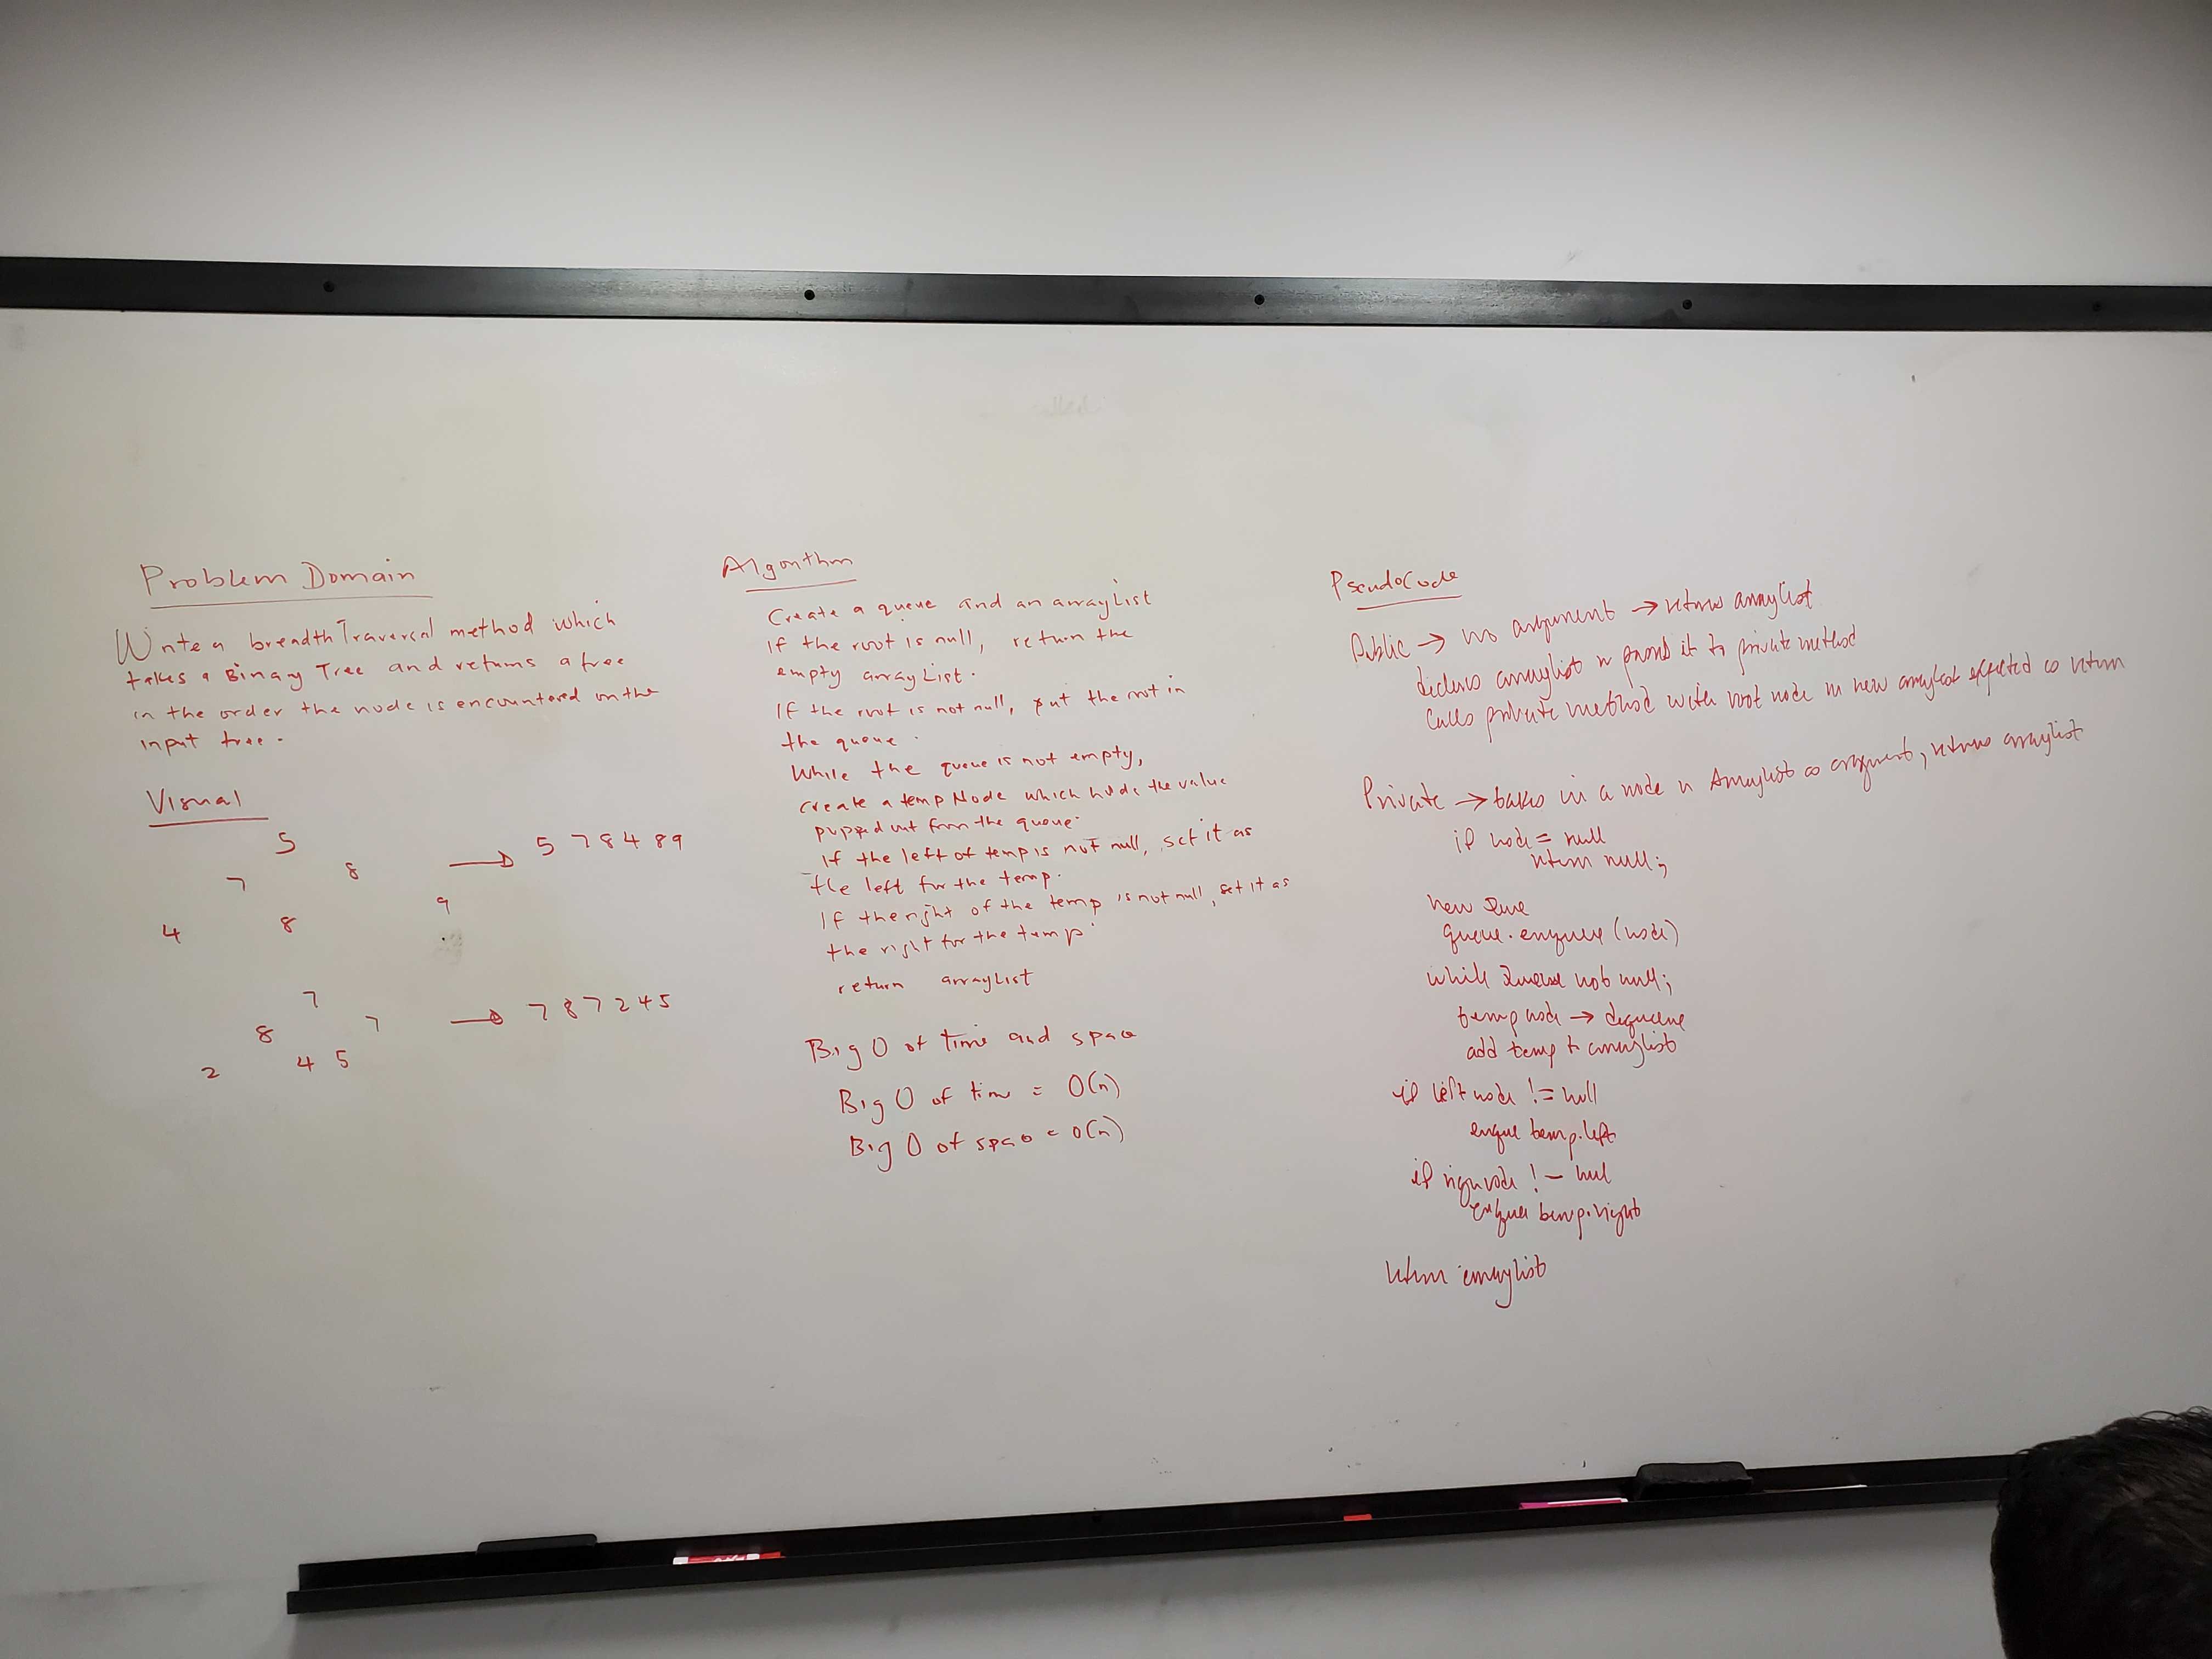 Problem Domain
Write a breadthTraversal method which
takes a Binary Tree and returns a tree
in the order the node is encountered in the
input tree.
Visual
5
7 8
4 8 9
→ 5 7 8 4 8 9
7
8 7
2 4 5
→ 7 8 7 2 4 5
Algorithm
Create a queue and an arrayList
If the root is null, return the
empty arrayList.
If the root is not null, put the root in
the queue.
While the queue is not empty,
create a temp Node which holds the value
popped out from the queue.
If the left of temp is not null, set it as
the left for the temp.
If the right of the temp is not null, set it as
the right for the temp.
return arrayList
Big O of time and space
Big O of time = O(n)
Big O of space = O(n)
PseudoCode
Public → no argument → returns arraylist
declares arraylist n it to private method
calls private method with root node n new arraylist as return
Private → takes in a node n Arraylist as argument, returns arraylist
if node = null
return null;
new Queue
queue.enqueue(node)
while Queue not null;
temp node → dequeue
add temp to arraylist
if left node != null
enque temp.left
if right node != null
enque temp.right
return arraylist